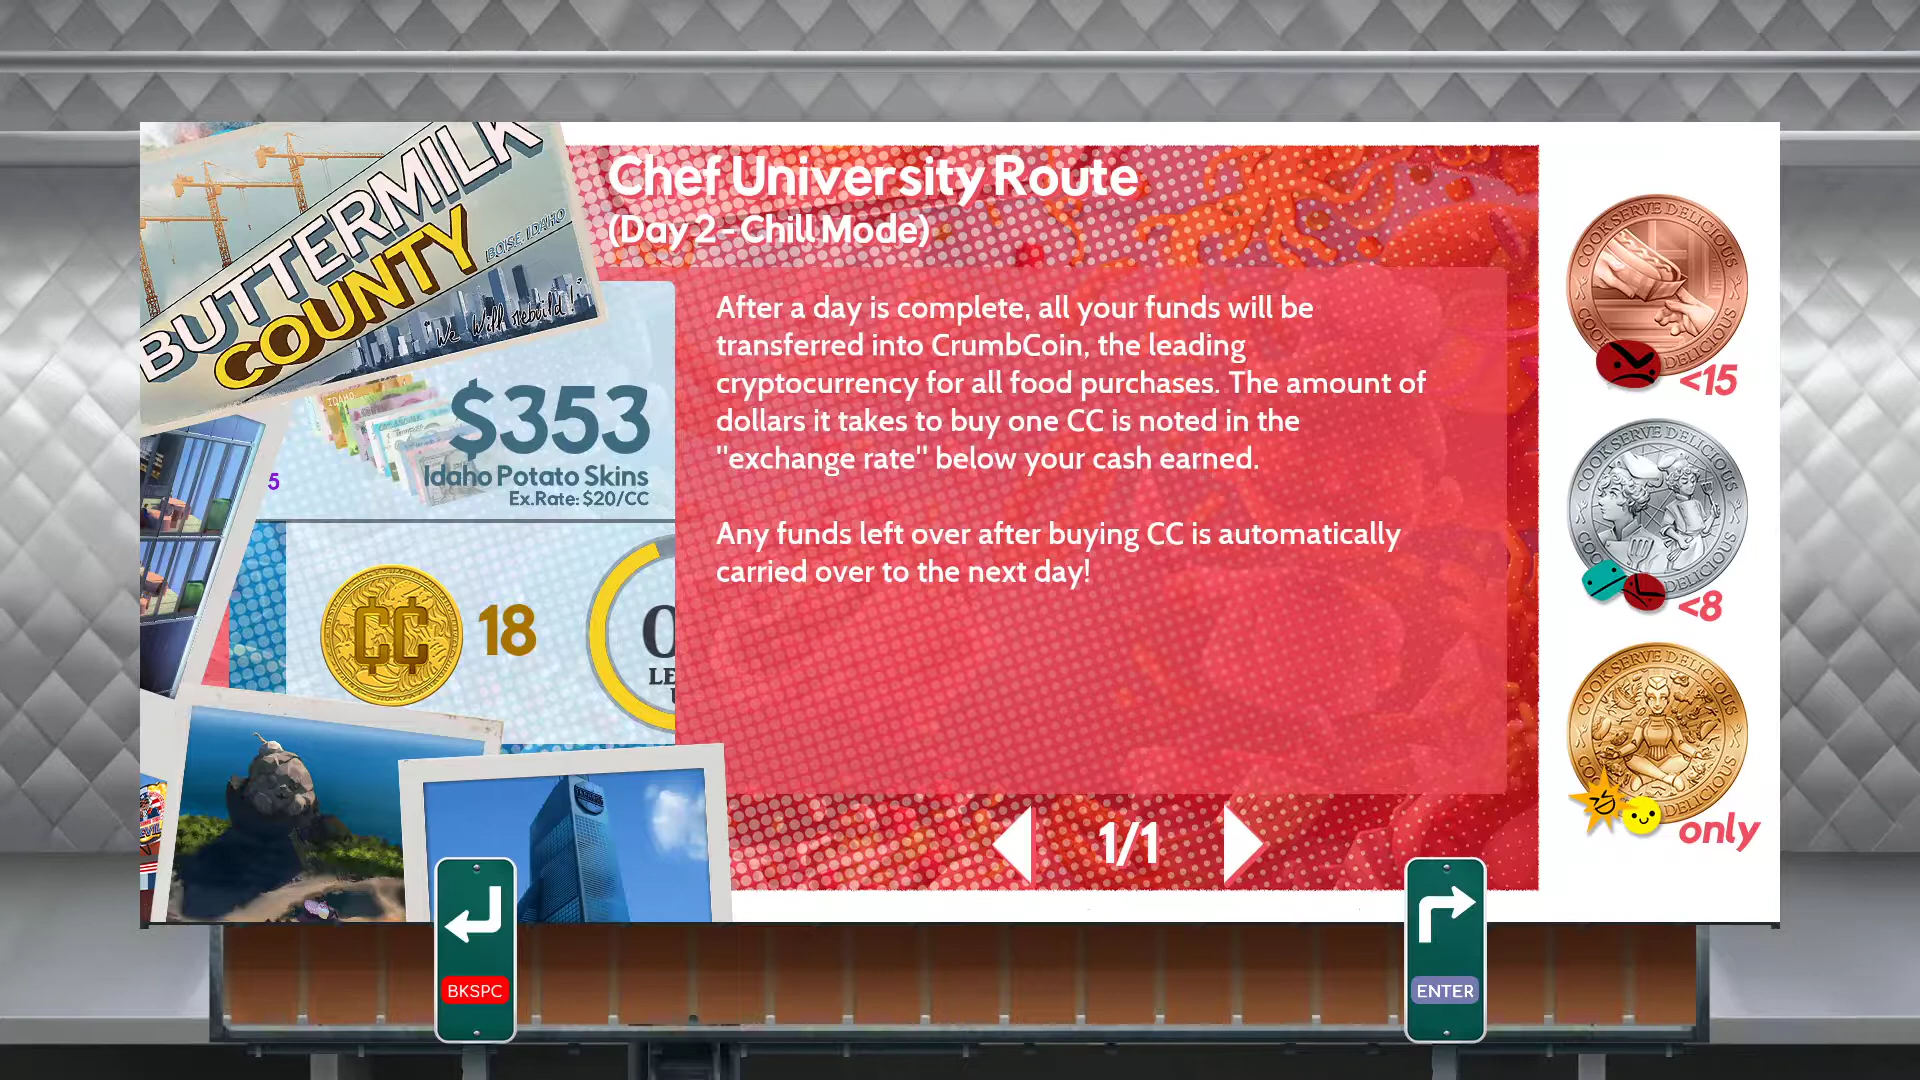 BUTTERMILK
COUNTY
BOISE, IDAHO
"We Will rebuild!"
Chef University Route
(Day 2 - Chill Mode)
$353
Idaho Potato Skins
Ex.Rate: $20/CC
5
CC 18
0
LE
After a day is complete, all your funds will be
transferred into CrumbCoin, the leading
cryptocurrency for all food purchases. The amount of
dollars it takes to buy one CC is noted in the
"exchange rate" below your cash earned.
Any funds left over after buying CC is automatically
carried over to the next day!
1/1
BKSPC
ENTER
COOK SERVE DELICIOUS
<15
COOK SERVE DELICIOUS
<8
COOK SERVE DELICIOUS
only